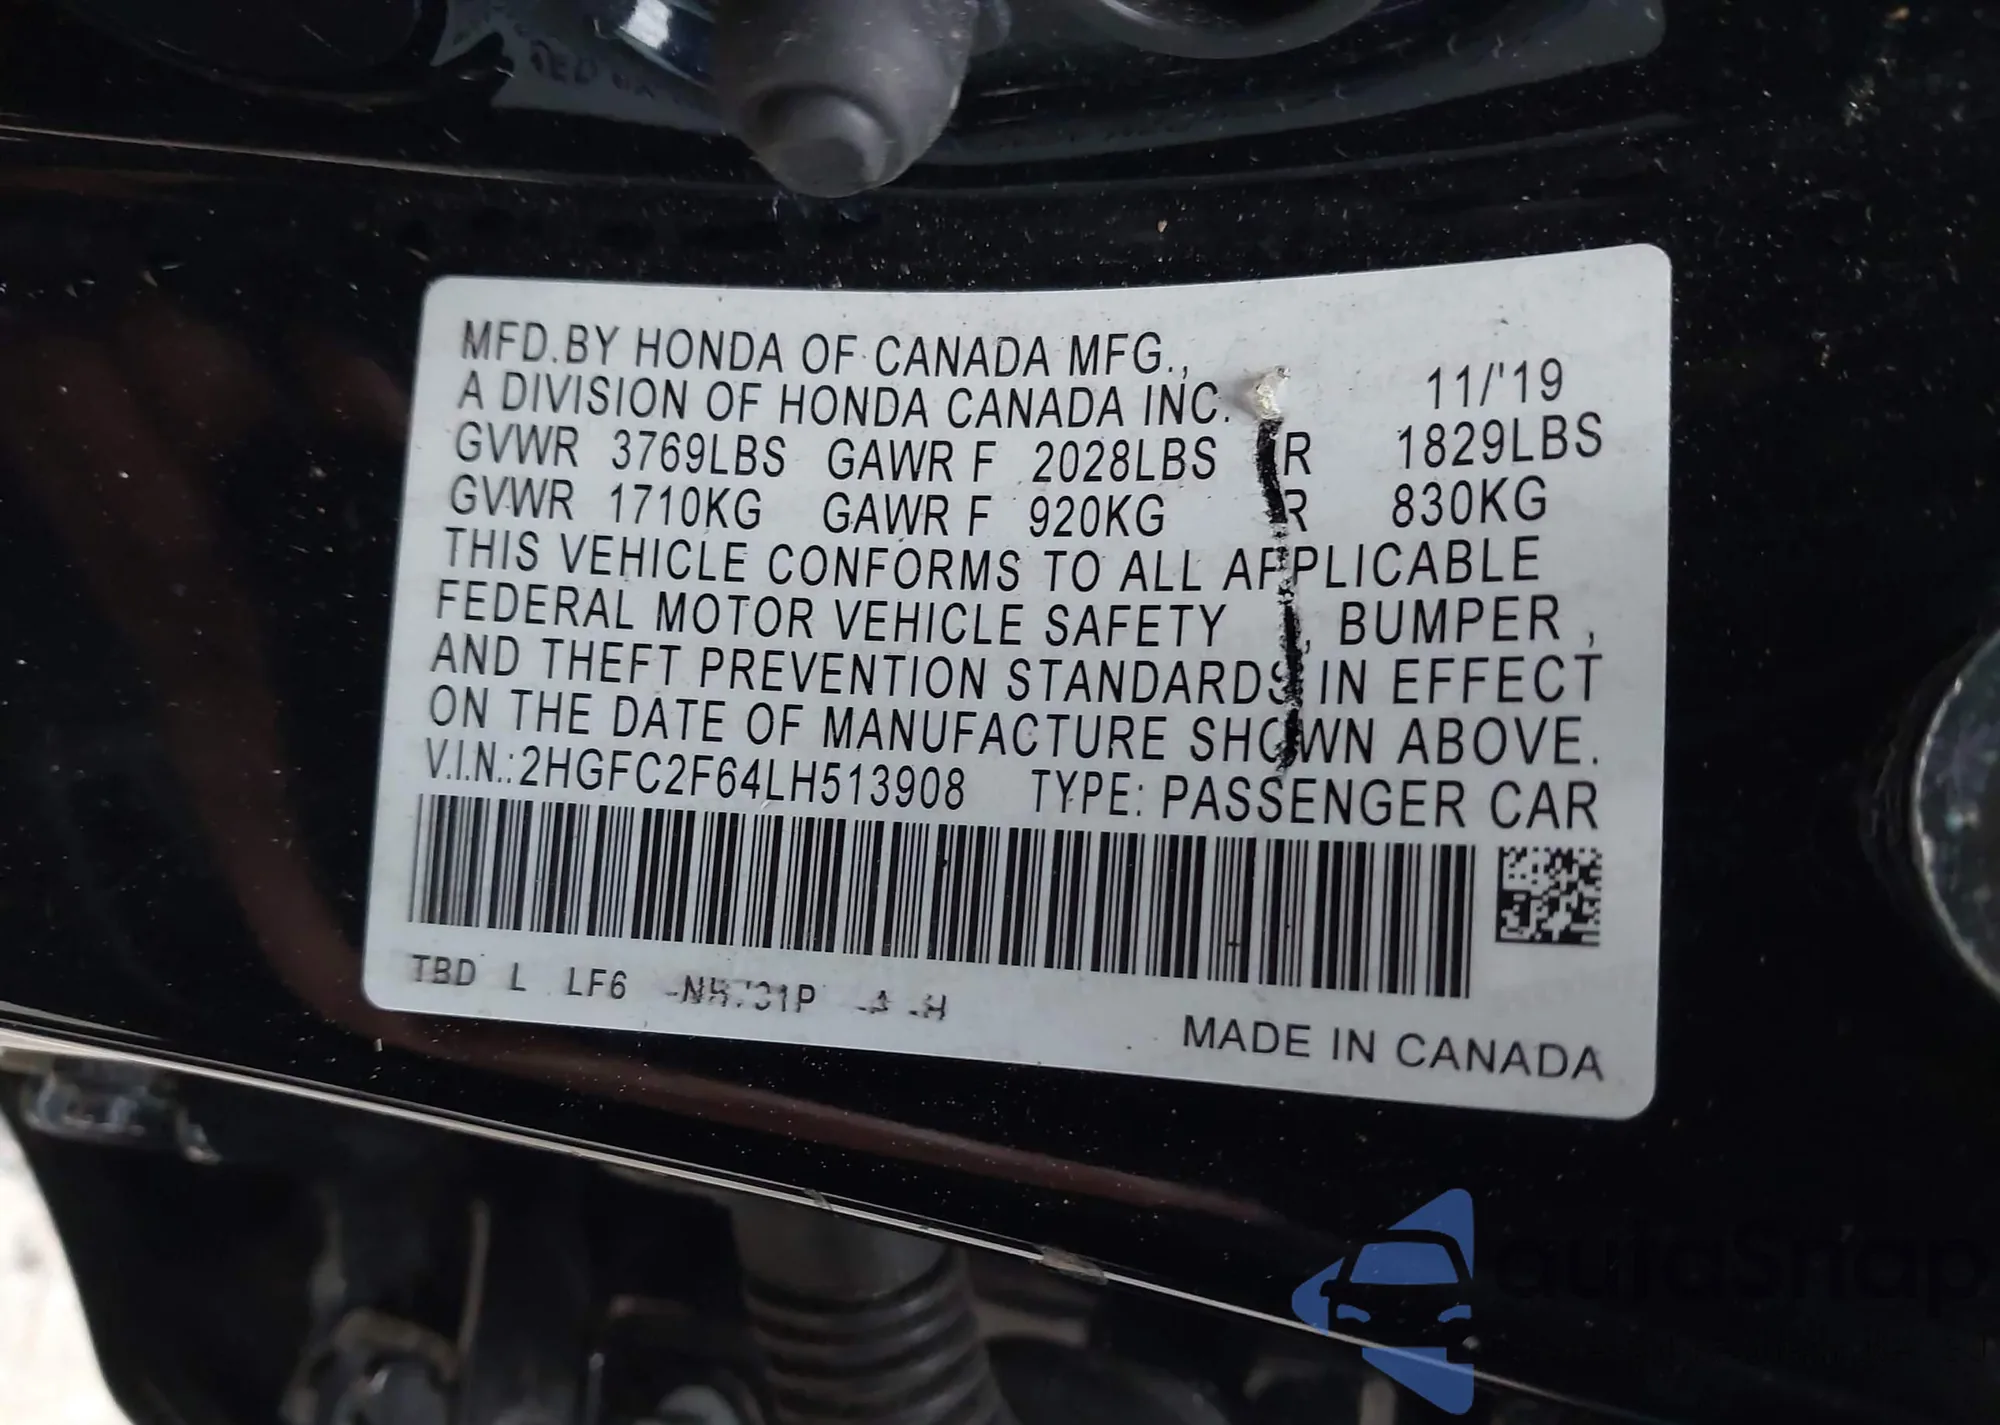 MFD.BY HONDA OF CANADA MFG.,
A DIVISION OF HONDA CANADA INC. 11/'19
GVWR 3769LBS GAWR F 2028LBS R 1829LBS
GVWR 1710KG GAWR F 920KG R 830KG
THIS VEHICLE CONFORMS TO ALL APPLICABLE
FEDERAL MOTOR VEHICLE SAFETY , BUMPER ,
AND THEFT PREVENTION STANDARDS IN EFFECT
ON THE DATE OF MANUFACTURE SHOWN ABOVE.
V.I.N.:2HGFC2F64LH513908 TYPE: PASSENGER CAR
TBD L LF6
MADE IN CANADA